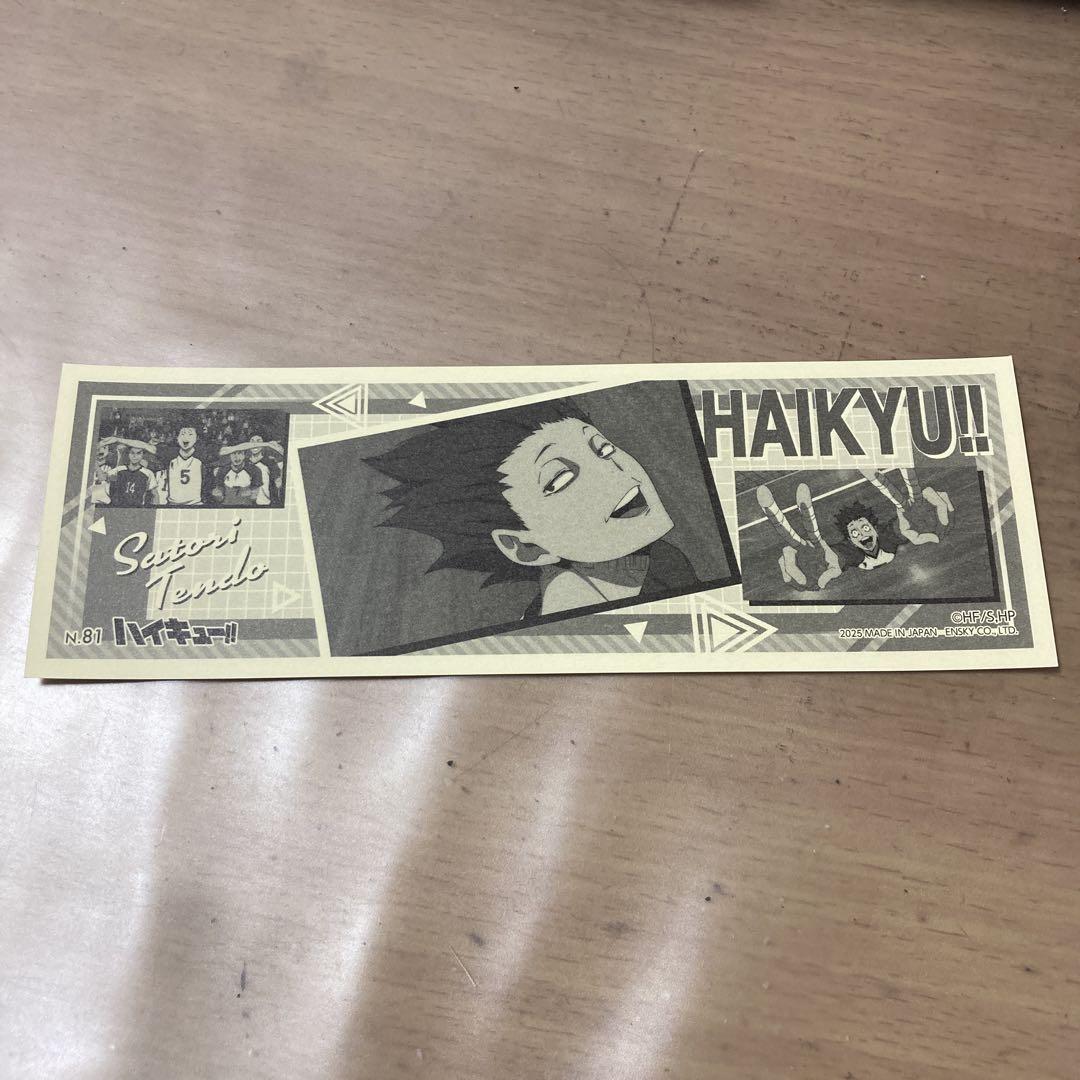 HAIKYU!!
14
5
Satori
Tendo
N.81 ハイキュー!!
©HF/S,HP
2025 MADE IN JAPAN ENSKY CO., LTD.